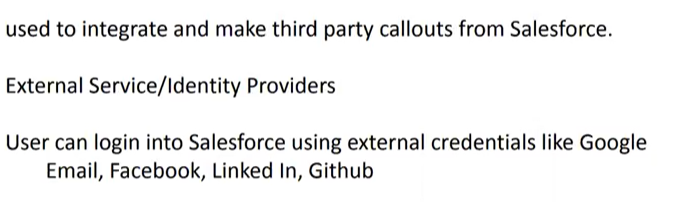 used to integrate and make third party callouts from Salesforce.
External Service/Identity Providers
User can login into Salesforce using external credentials like Google
Email, Facebook, Linked In, Github